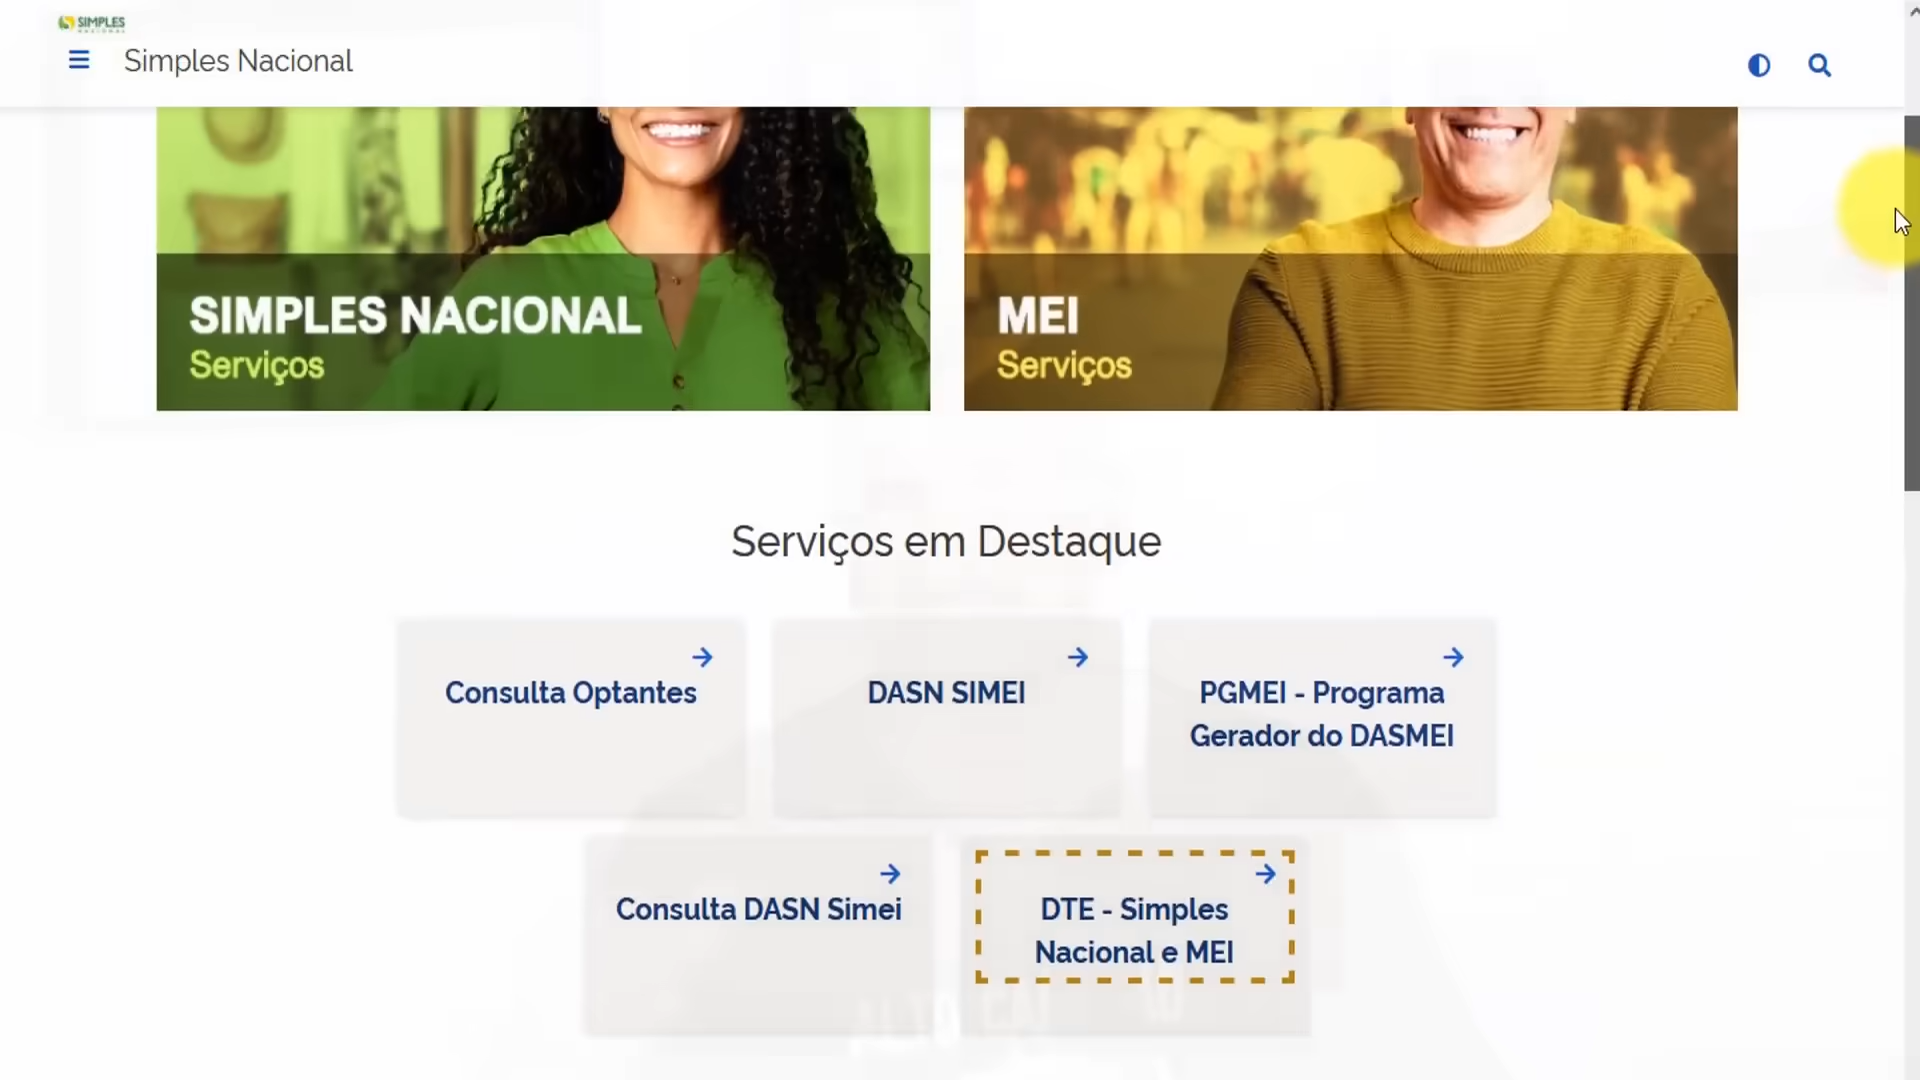 SIMPLES
NACIONAL
Simples Nacional
SIMPLES NACIONAL
Serviços
MEI
Serviços
Serviços em Destaque
Consulta Optantes
DASN SIMEI
PGMEI - Programa
Gerador do DASMEI
Consulta DASN Simei
DTE - Simples
Nacional e MEI